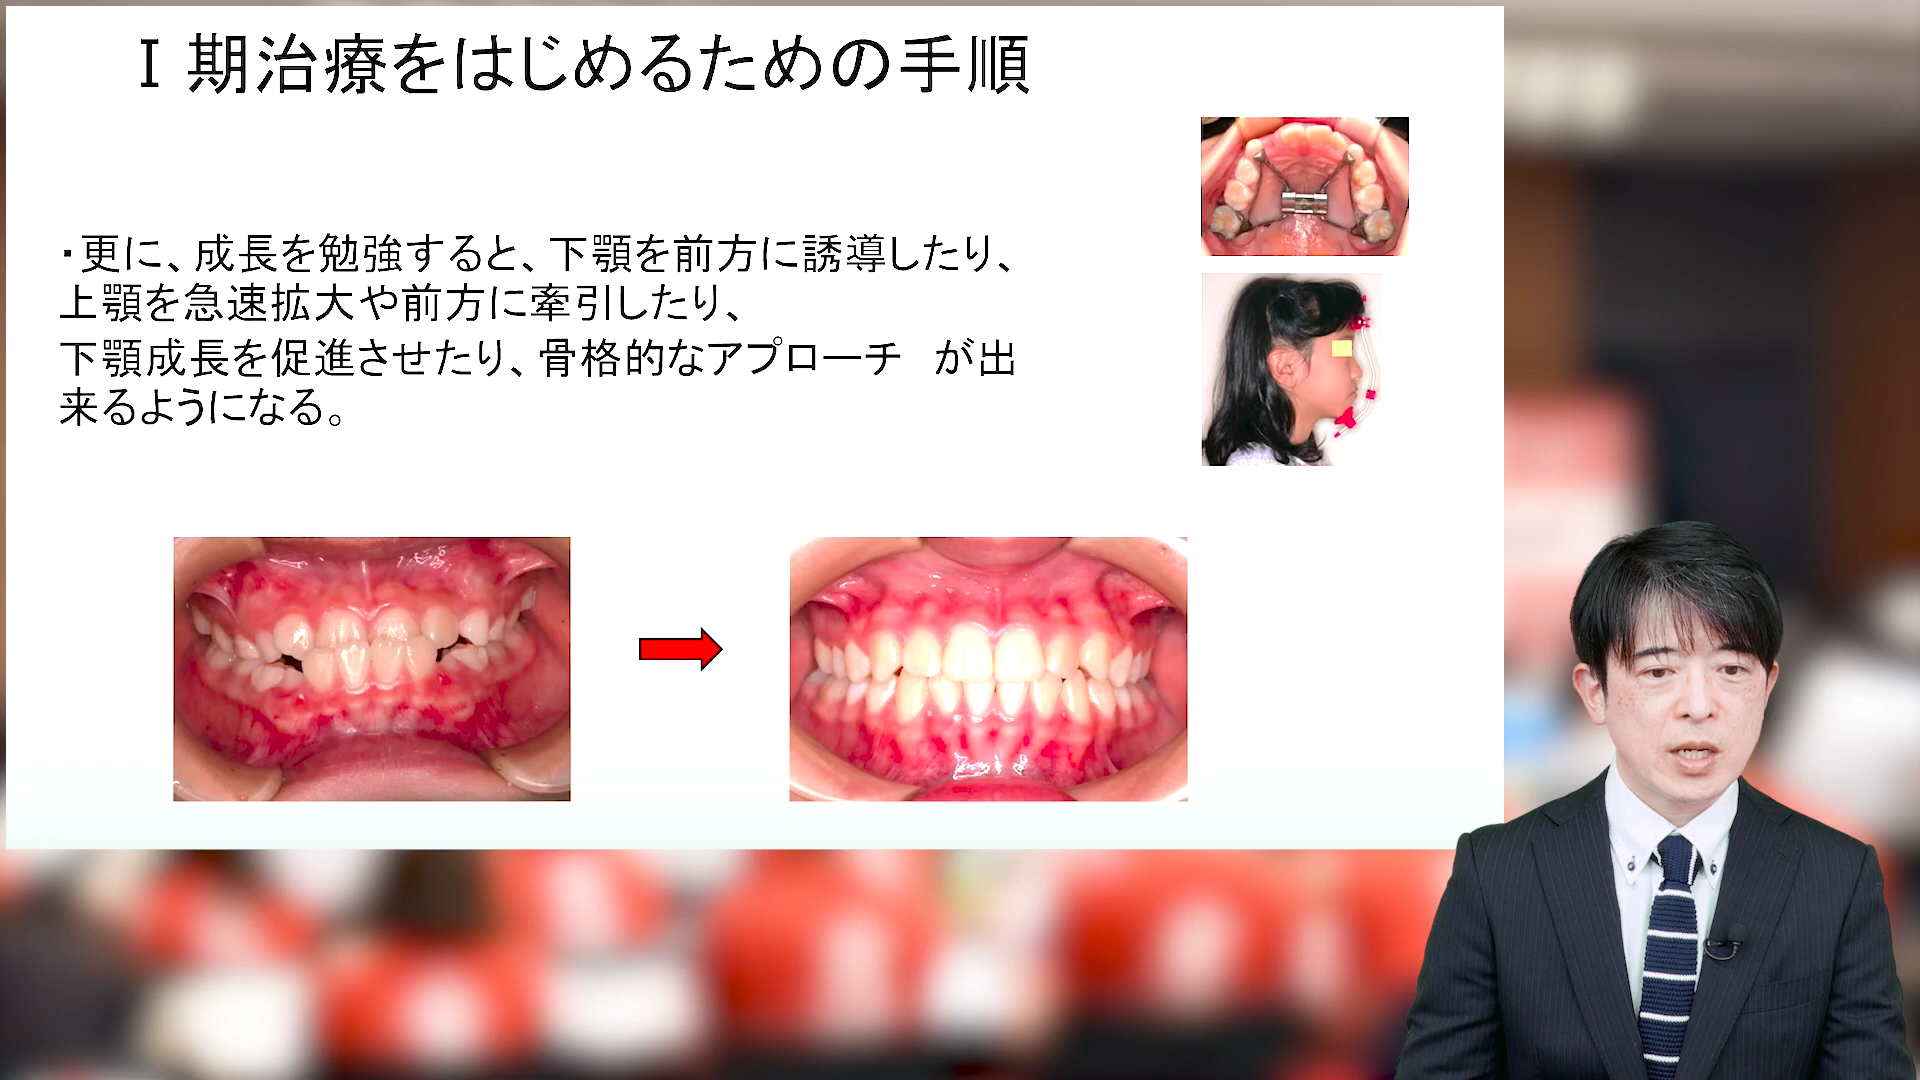 Ⅰ 期治療をはじめるための手順
・更に、成長を勉強すると、下顎を前方に誘導したり、
上顎を急速拡大や前方に牽引したり、
下顎成長を促進させたり、骨格的なアプローチ　が出
来るようになる。